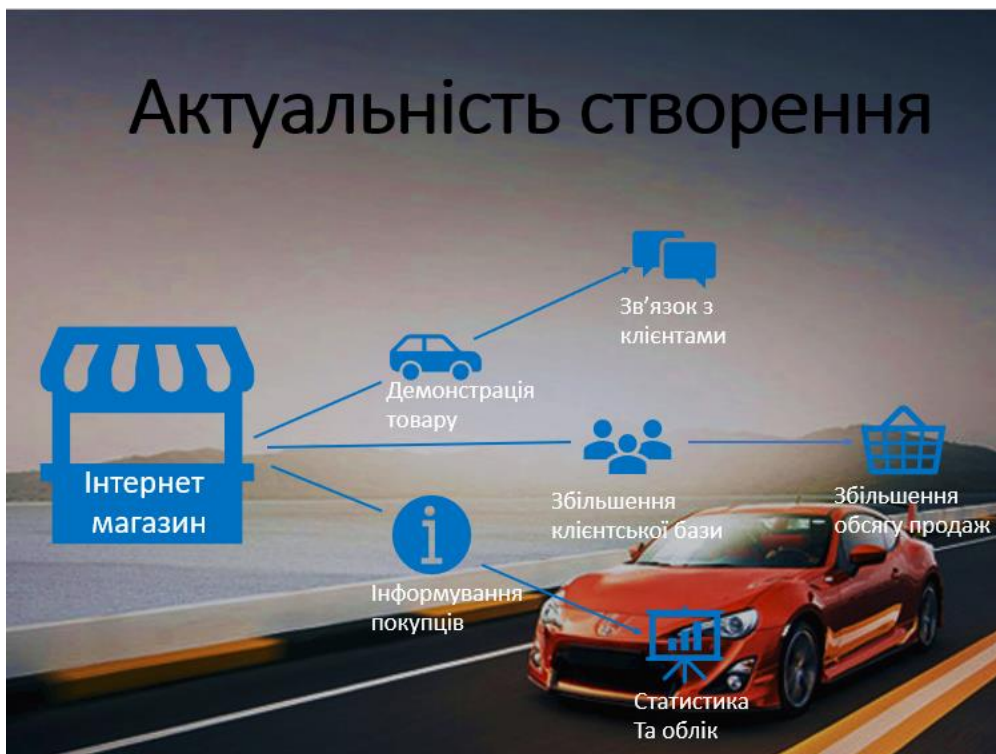 Актуальність створення
Зв’язок з
клієнтами
Демонстрація
товару
Інтернет
магазин
Збільшення
клієнтської бази
Збільшення
обсягу продаж
Інформування
покупців
Статистика
Та облік